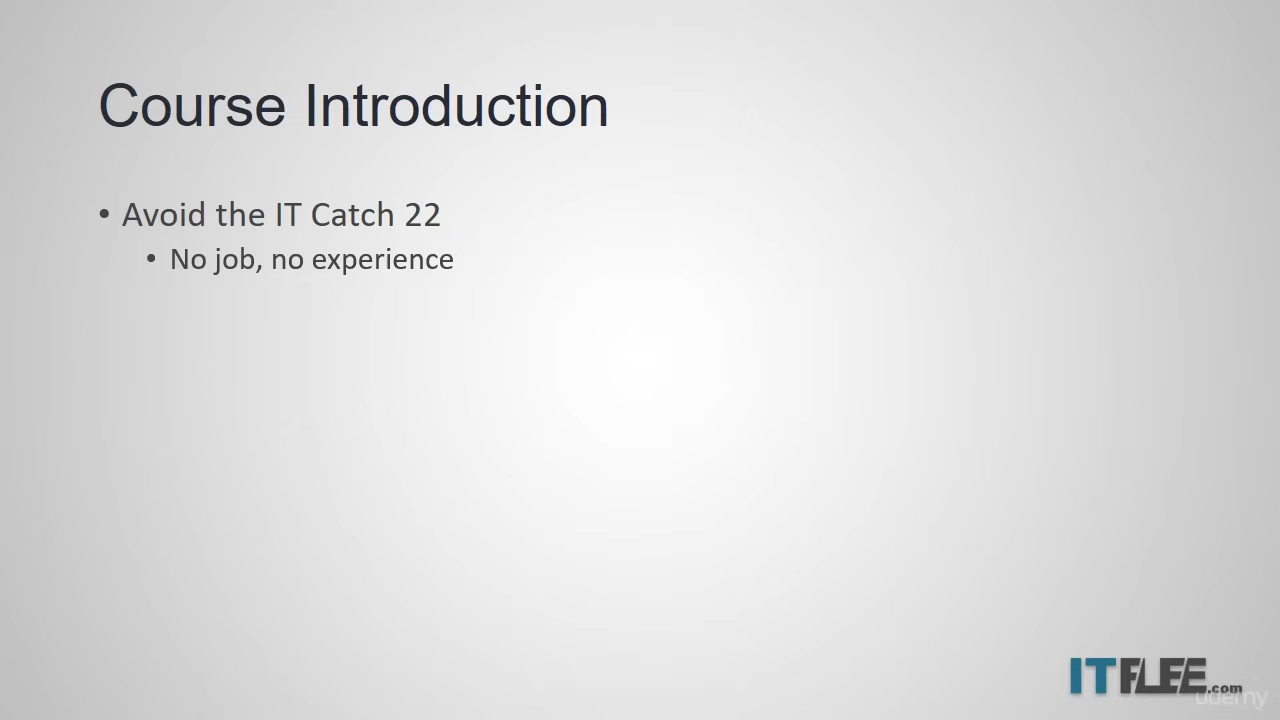 Course Introduction
• Avoid the IT Catch 22
• No job, no experience
ITFLEE.com
udemy